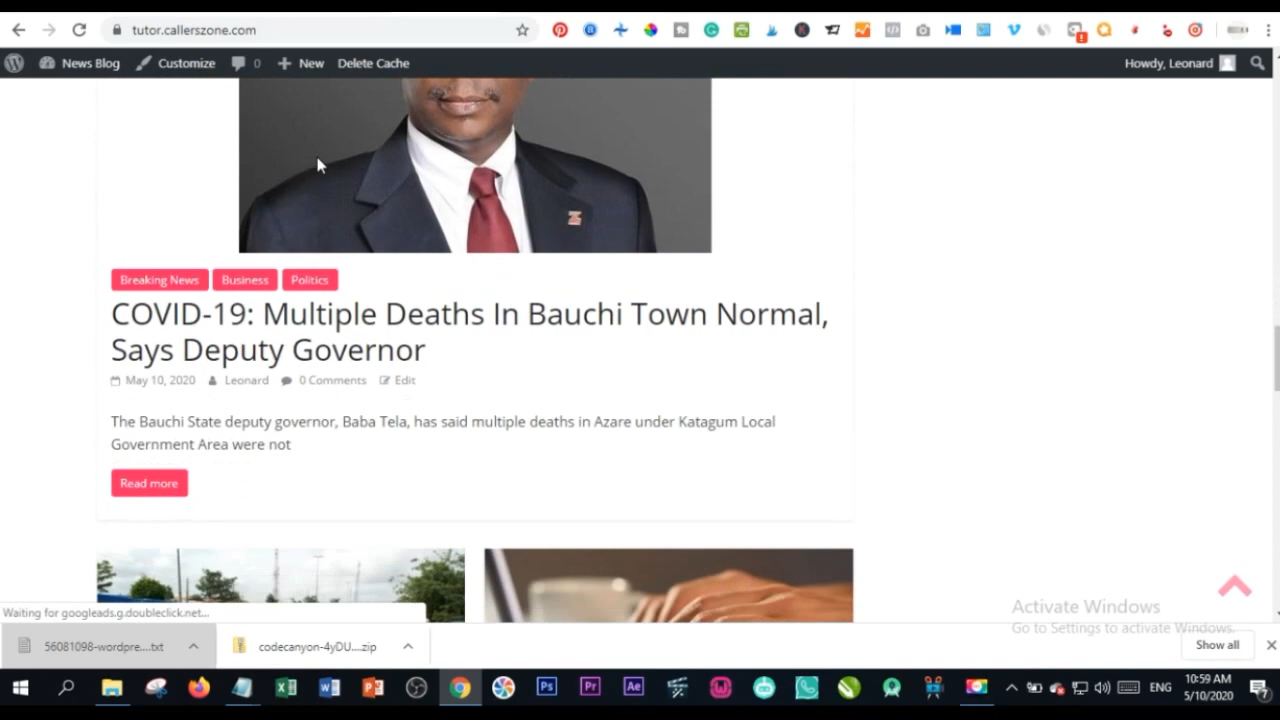 tutor.callerszone.com
News Blog Customize 0 New Delete Cache Howdy, Leonard
Breaking News Business Politics
COVID-19: Multiple Deaths In Bauchi Town Normal,
Says Deputy Governor
May 10, 2020 Leonard 0 Comments Edit
The Bauchi State deputy governor, Baba Tela, has said multiple deaths in Azare under Katagum Local
Government Area were not
Read more
Activate Windows
Go to Settings to activate Windows.
Waiting for googleads.g.doubleclick.net...
56081098-wordpre....txt codecanyon-4yDU....zip Show all
Ps Pr Ae ENG 10:59 AM
5/10/2020 7